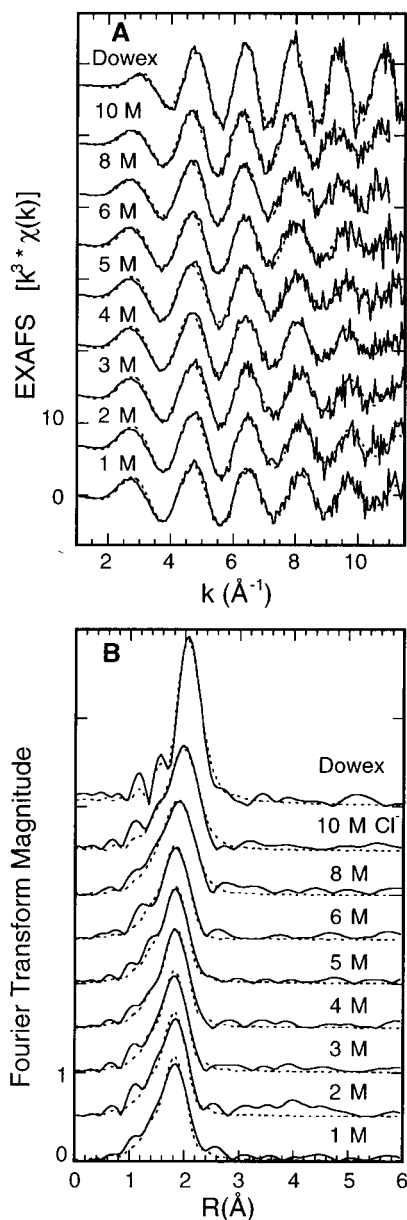 A
Dowex
10 M
8 M
6 M
5 M
4 M
3 M
2 M
1 M
10
0
EXAFS [k³ * χ(k)]
2 4 6 8 10
k (Å⁻¹)
B
Dowex
10 M Cl⁻
8 M
6 M
5 M
4 M
3 M
2 M
1 M
1
0
Fourier Transform Magnitude
0 1 2 3 4 5 6
R(Å)